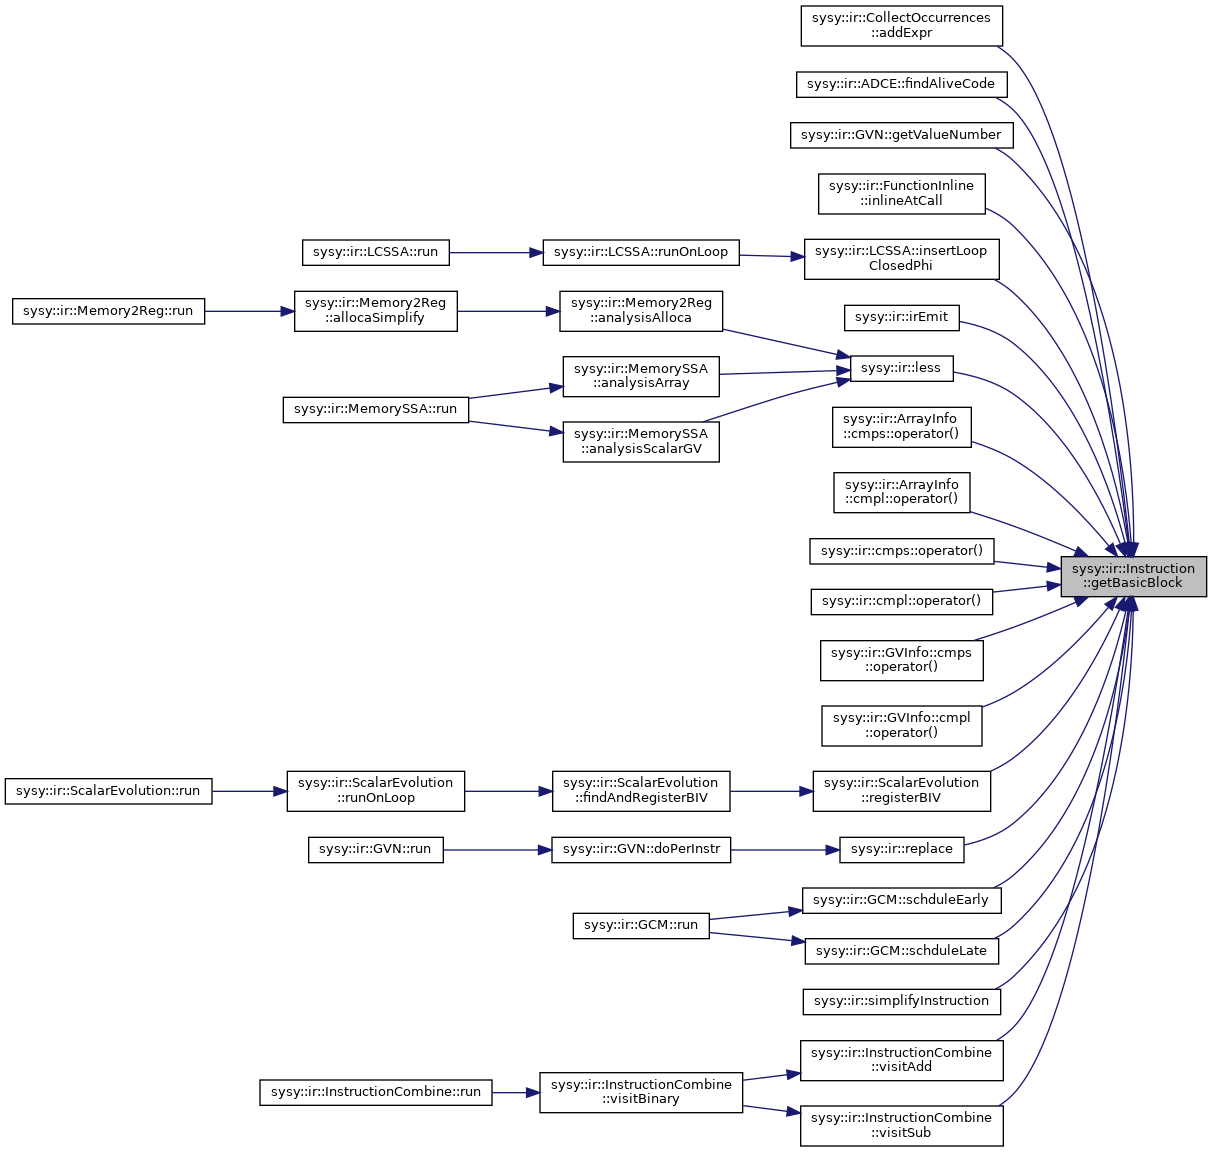 sysy::ir::CollectOccurrences
::addExpr
sysy::ir::ADCE::findAliveCode
sysy::ir::GVN::getValueNumber
sysy::ir::FunctionInline
::inlineAtCall
sysy::ir::LCSSA::run
sysy::ir::LCSSA::runOnLoop
sysy::ir::LCSSA::insertLoop
ClosedPhi
sysy::ir::Memory2Reg::run
sysy::ir::Memory2Reg
::allocaSimplify
sysy::ir::Memory2Reg
::analysisAlloca
sysy::ir::irEmit
sysy::ir::less
sysy::ir::MemorySSA
::analysisArray
sysy::ir::MemorySSA::run
sysy::ir::MemorySSA
::analysisScalarGV
sysy::ir::ArrayInfo
::cmps::operator()
sysy::ir::ArrayInfo
::cmpl::operator()
sysy::ir::cmps::operator()
sysy::ir::Instruction
::getBasicBlock
sysy::ir::cmpl::operator()
sysy::ir::GVInfo::cmps
::operator()
sysy::ir::GVInfo::cmpl
::operator()
sysy::ir::ScalarEvolution::run
sysy::ir::ScalarEvolution
::runOnLoop
sysy::ir::ScalarEvolution
::findAndRegisterBIV
sysy::ir::ScalarEvolution
::registerBIV
sysy::ir::GVN::run
sysy::ir::GVN::doPerInstr
sysy::ir::replace
sysy::ir::GCM::schduleEarly
sysy::ir::GCM::run
sysy::ir::GCM::schduleLate
sysy::ir::simplifyInstruction
sysy::ir::InstructionCombine
::visitAdd
sysy::ir::InstructionCombine::run
sysy::ir::InstructionCombine
::visitBinary
sysy::ir::InstructionCombine
::visitSub